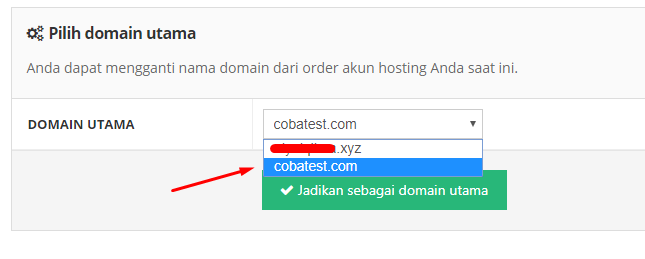 Pilih domain utama
Anda dapat mengganti nama domain dari order akun hosting Anda saat ini.
DOMAIN UTAMA
cobatest.com
.xyz
cobatest.com
Jadikan sebagai domain utama